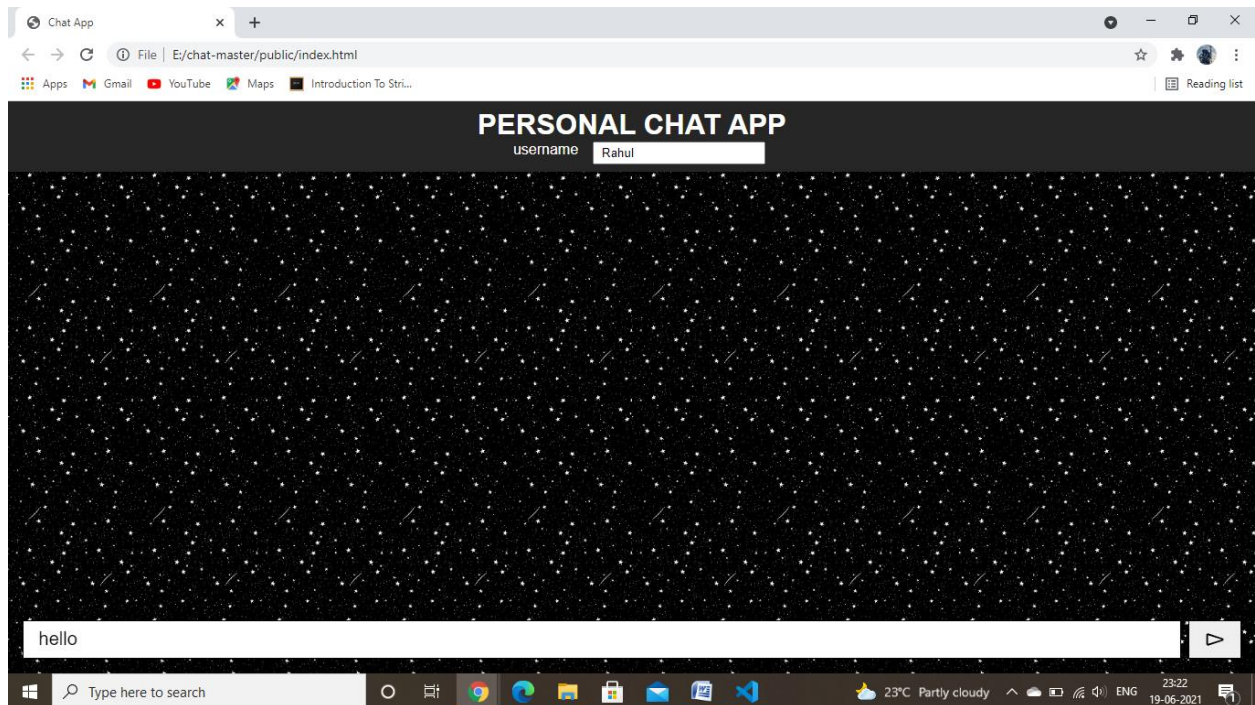 Chat App
File | E:/chat-master/public/index.html
Apps Gmail YouTube Maps Introduction To Stri... Reading list
PERSONAL CHAT APP
username Rahul
hello
Type here to search 23°C Partly cloudy ENG 23:22
19-06-2021